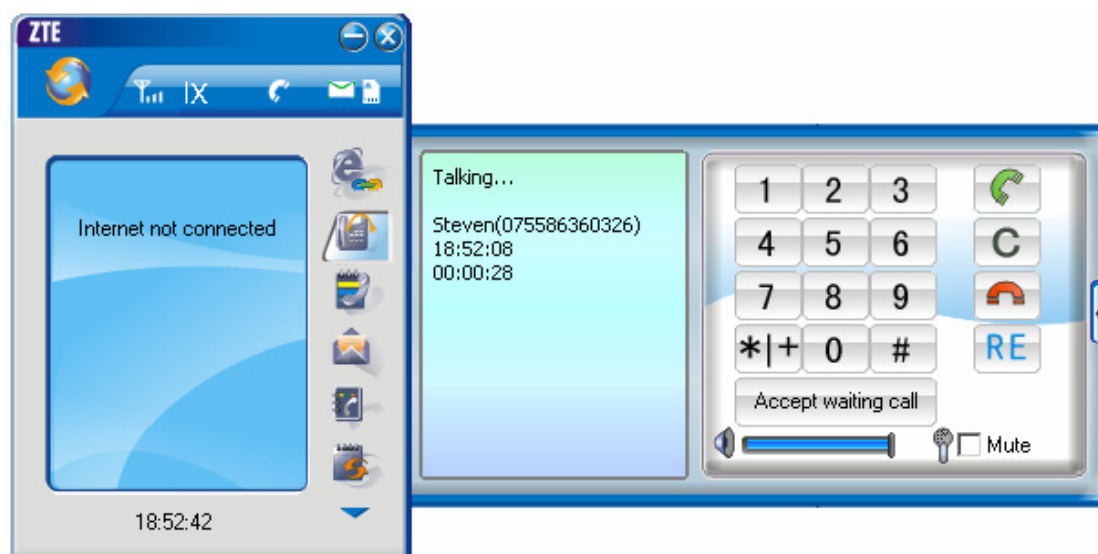 ZTE
IX
Internet not connected
18:52:42
Talking...
Steven(075586360326)
18:52:08
00:00:28
1 2 3
4 5 6
C
7 8 9
*|+ 0 #
RE
Accept waiting call
Mute